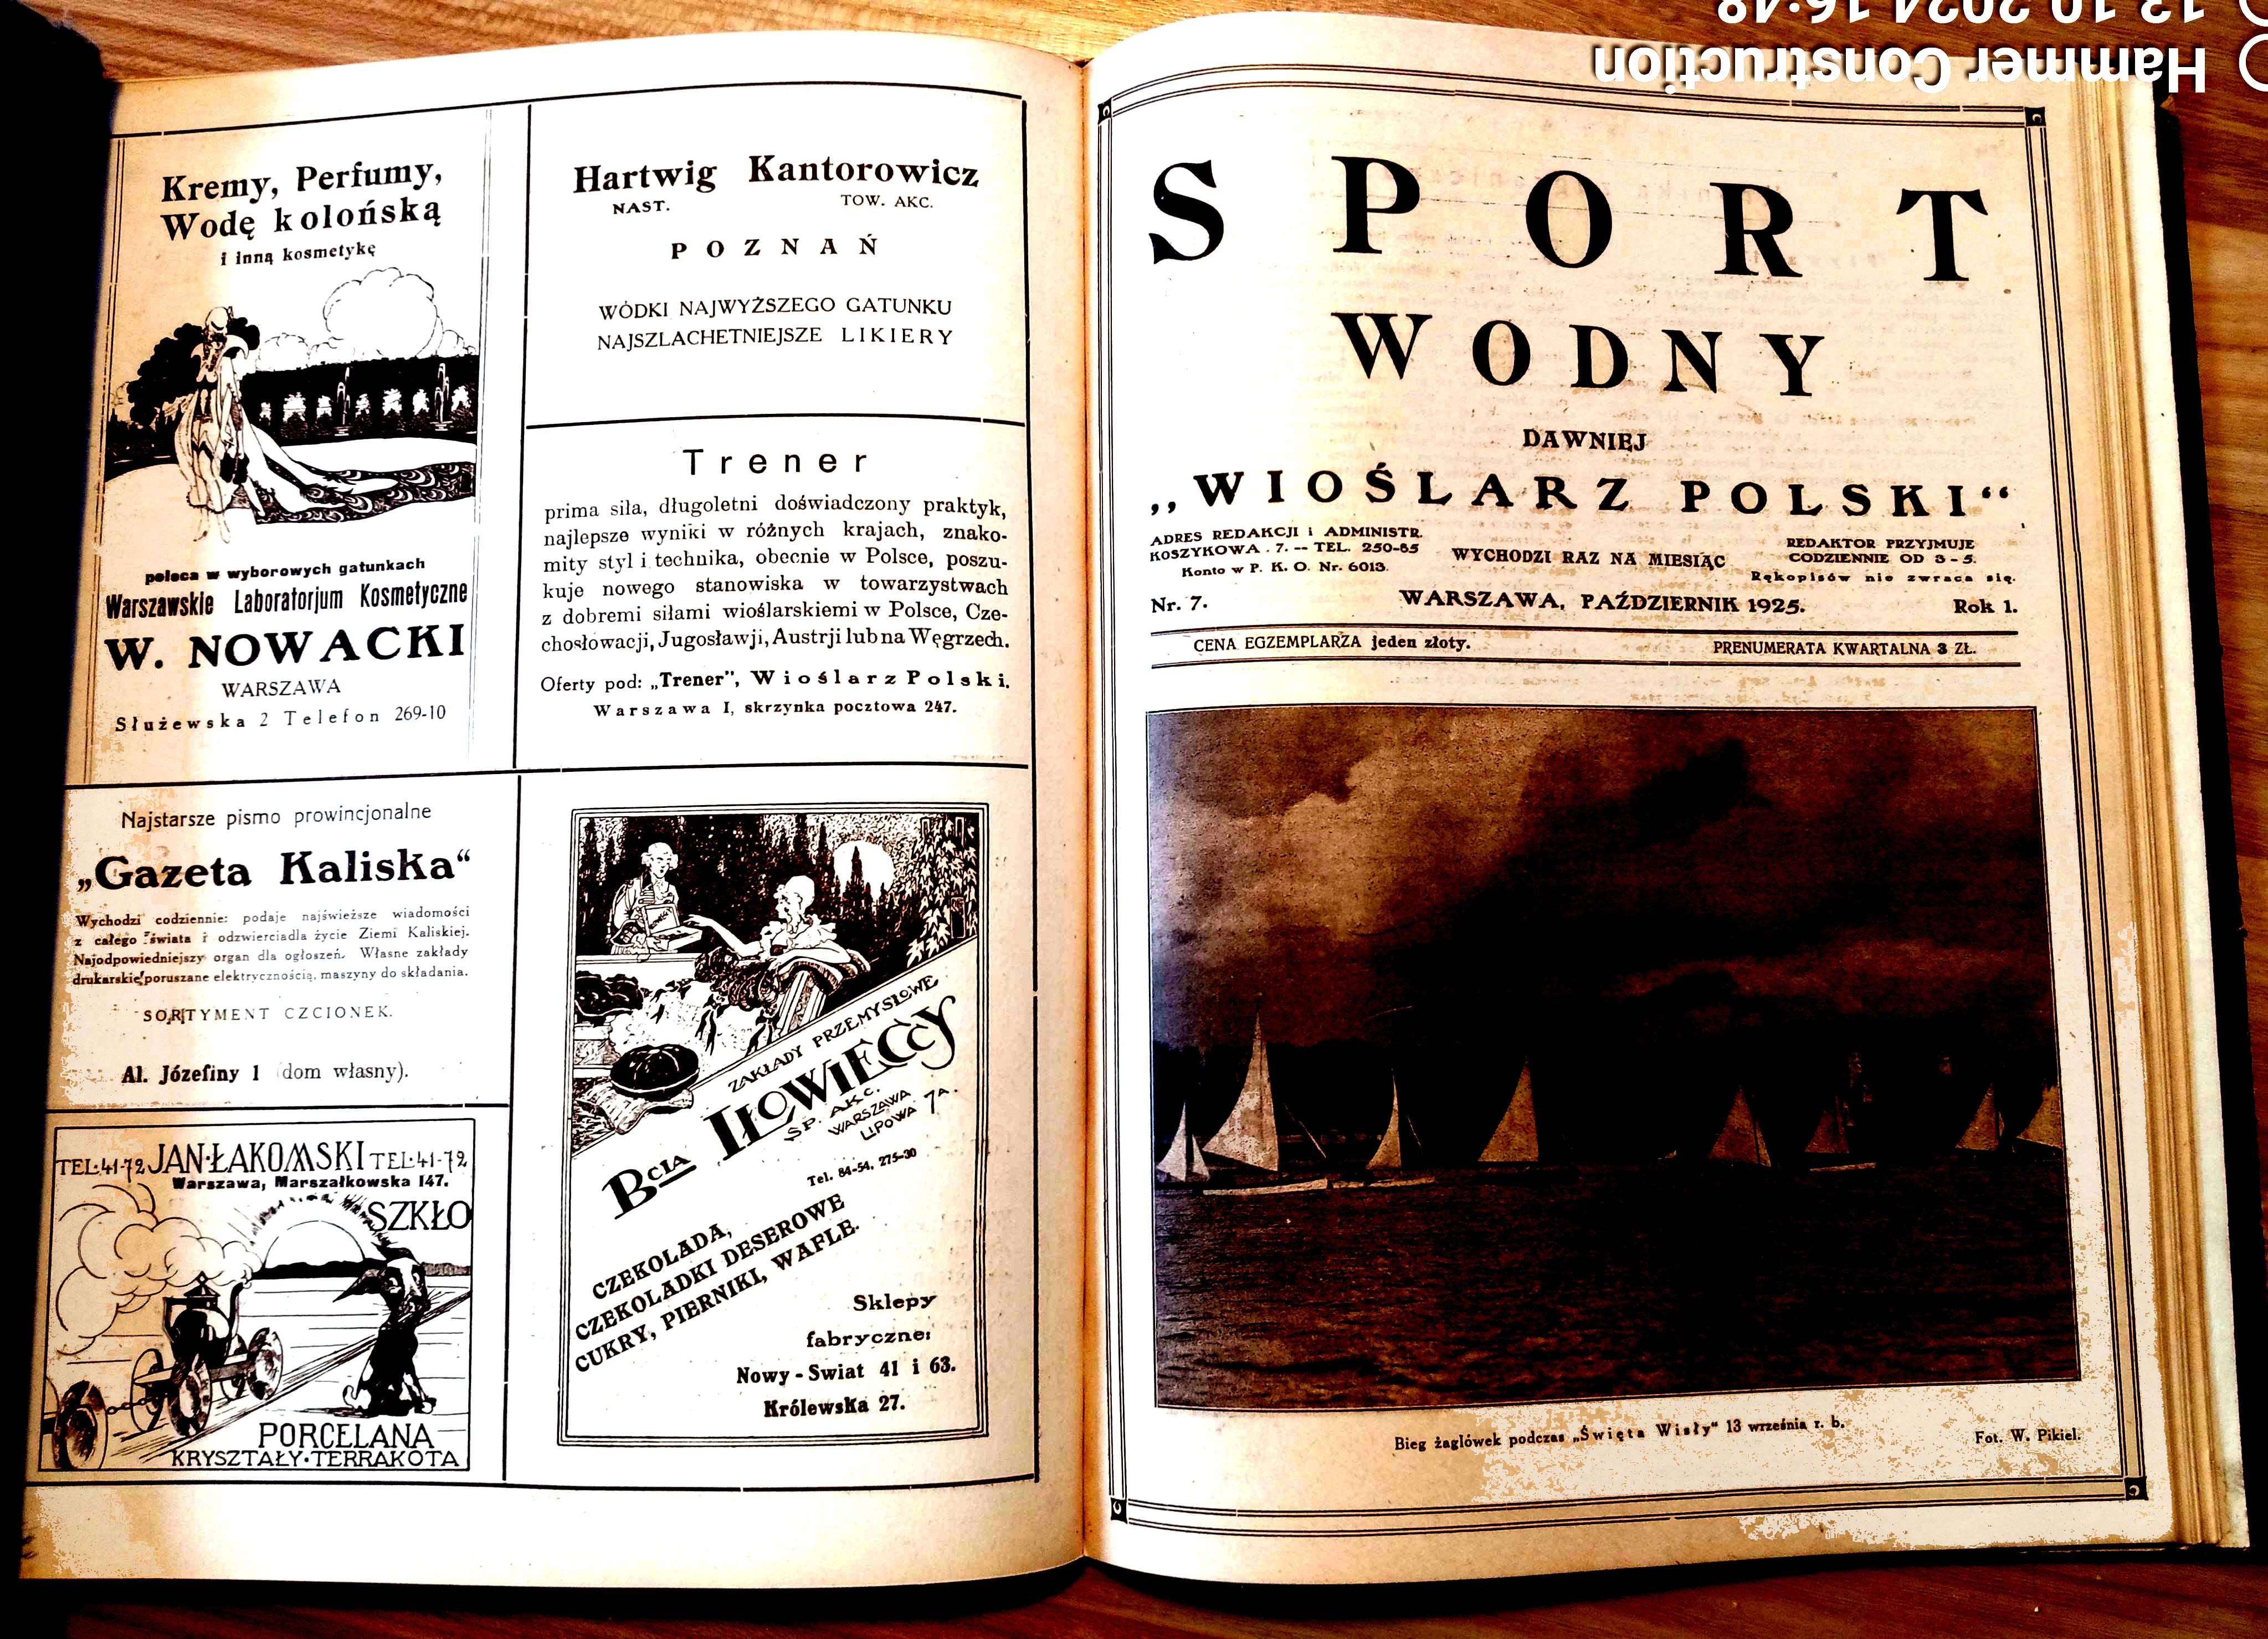 Kremy, Perfumy,
Wodę kolońską
i inną kosmetykę
poleca w wyborowych gatunkach
Warszawskie Laboratorjum Kosmetyczne
W. NOWACKI
WARSZAWA
Służewska 2 Telefon 269-10
Hartwig Kantorowicz
NAST. TOW. AKC.
POZNAŃ
WÓDKI NAJWYŻSZEGO GATUNKU
NAJSZLACHETNIEJSZE LIKIERY
Trener
prima siła, długoletni doświadczony praktyk,
najlepsze wyniki w różnych krajach, znako-
mity styl i technika, obecnie w Polsce, poszu-
kuje nowego stanowiska w towarzystwach
z dobremi siłami wioślarskiemi w Polsce, Cze-
chosłowacji, Jugosławji, Austrji lub na Węgrzech.
Oferty pod: „Trener”, Wioślarz Polski.
Warszawa I, skrzynka pocztowa 247.
Najstarsze pismo prowincjonalne
„Gazeta Kaliska“
Wychodzi codziennie: podaje najświeższe wiadomości
z całego świata i odzwierciadla życie Ziemi Kaliskiej.
Najodpowiedniejszy organ dla ogłoszeń. Własne zakłady
drukarskie poruszane elektrycznością, maszyny do składania.
SORTYMENT CZCIONEK.
Al. Józefiny 1 (dom własny).
TEL·41-72 JAN·ŁAKOMSKI TEL·41-72
Warszawa, Marszałkowska 147.
SZKŁO
PORCELANA
KRYSZTAŁY·TERRAKOTA
ZAKŁADY PRZEMYSŁOWE
Bcia IŁOWIECCY
SP. AKC.
WARSZAWA
LIPOWA 7A.
Tel. 84-54, 275-30
CZEKOLADA,
CZEKOLADKI DESEROWE
CUKRY, PIERNIKI, WAFLE.
Sklepy
fabryczne:
Nowy-Swiat 41 i 63.
Królewska 27.
Hammer Construction
13.10.2024 16:48
SPORT
WODNY
DAWNIEJ
„WIOŚLARZ POLSKI“
ADRES REDAKCJI i ADMINISTR.
KOSZYKOWA . 7. -- TEL. 250-85
Konto w P. K. O. Nr. 6013.
WYCHODZI RAZ NA MIESIĄC
REDAKTOR PRZYJMUJE
CODZIENNIE OD 3-5.
Rękopisów nie zwraca się.
Nr. 7. WARSZAWA, PAŹDZIERNIK 1925. Rok 1.
CENA EGZEMPLARZA jeden złoty. PRENUMERATA KWARTALNA 3 ZŁ.
Bieg żaglówek podczas „Święta Wisły“ 13 września r. b.
Fot. W. Pikiel.